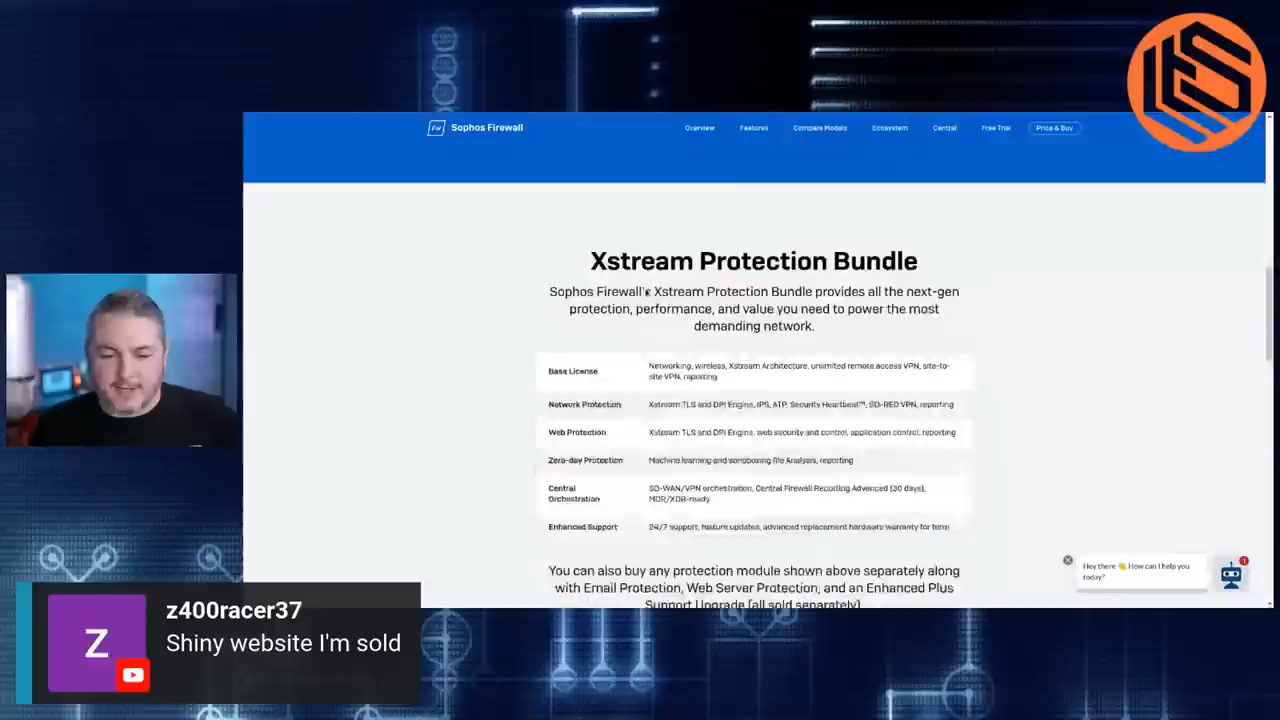 Fw Sophos Firewall
Overview Features Compare Models Ecosystem Central Free Trial Price & Buy
Xstream Protection Bundle
Sophos Firewall's Xstream Protection Bundle provides all the next-gen
protection, performance, and value you need to power the most
demanding network.
Base License
Networking, wireless, Xstream Architecture, unlimited remote access VPN, site-to-
site VPN, reporting
Network Protection
Xstream TLS and DPI Engine, IPS, ATP, Security Heartbeat™, SD-RED VPN, reporting
Web Protection
Xstream TLS and DPI Engine, web security and control, application control, reporting
Zero-day Protection
Machine learning and sandboxing file Analysis, reporting
Central
Orchestration
SD-WAN/VPN orchestration, Central Firewall Reporting Advanced (30 days),
MDR/XDR-ready
Enhanced Support
24/7 support, feature updates, advanced replacement hardware warranty for term
You can also buy any protection module shown above separately along
with Email Protection, Web Server Protection, and an Enhanced Plus
Support Upgrade (all sold separately)
Hey there 👋 How can I help you
today?
1
Z
z400racer37
Shiny website I'm sold